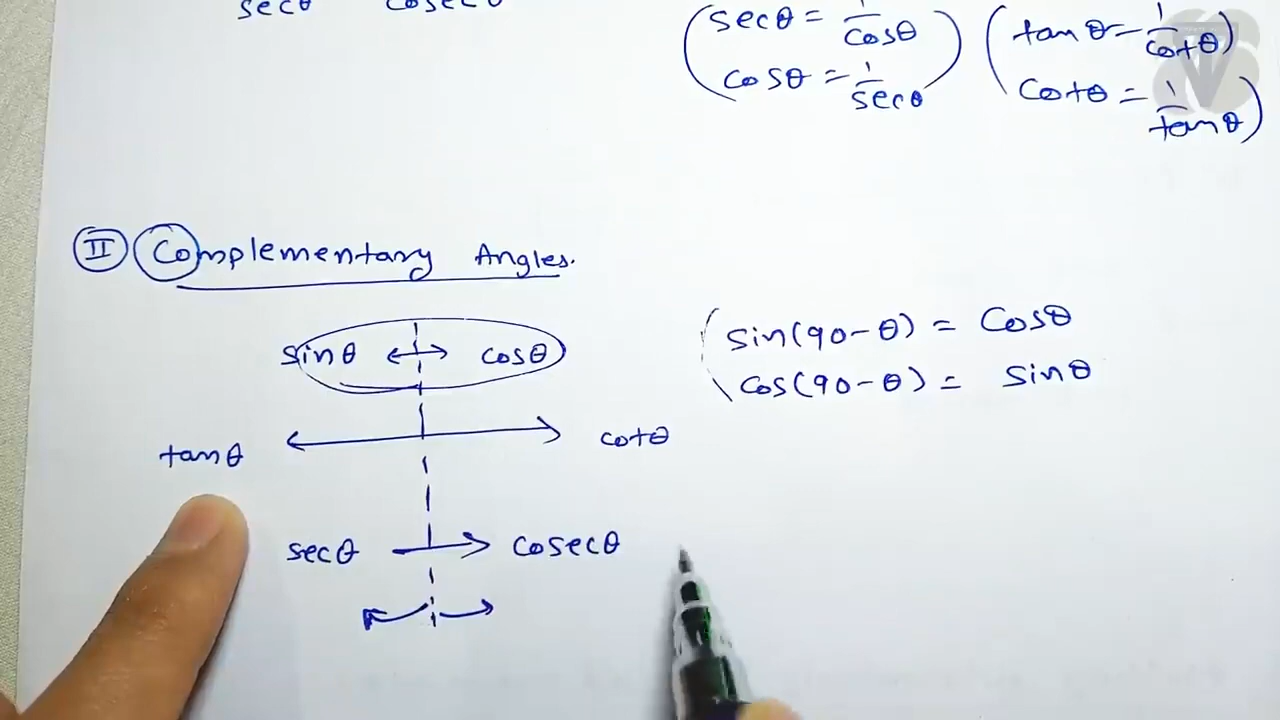 secθ cosecθ
(secθ = 1/cosθ
cosθ = 1/secθ)
(tanθ = 1/cotθ)
cotθ = 1/tanθ)
II Complementary Angles.
sinθ ↔ cosθ
tanθ ⟷ cotθ
secθ → cosecθ
sin(90-θ) = Cosθ
cos(90-θ) = sinθ